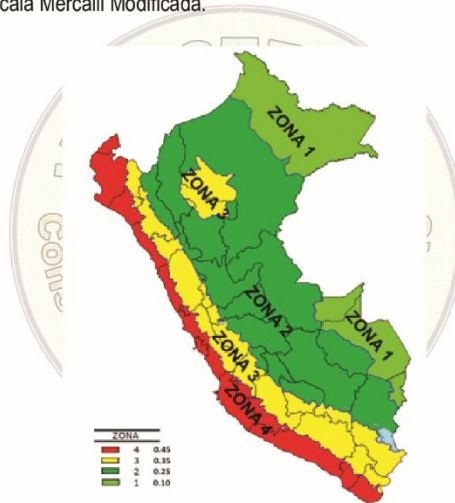 cala Mercalli Modificada.
ZONA 1
ZONA 3
ZONA 2
ZONA 1
ZONA 3
ZONA 4
ZONA
4 0.45
3 0.35
2 0.25
1 0.10